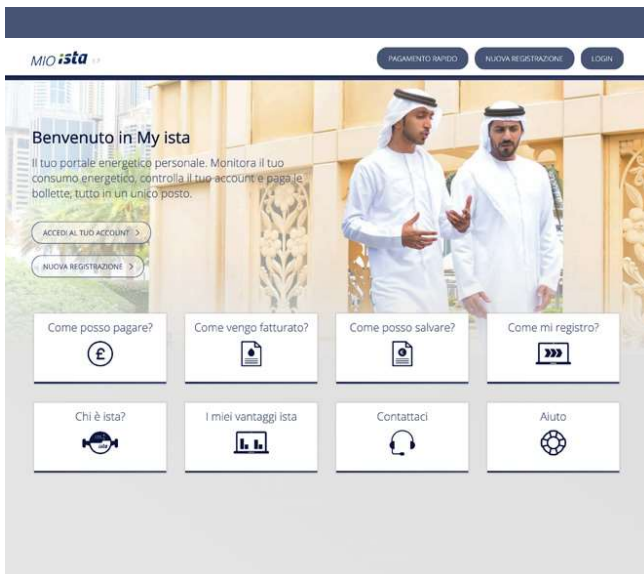 MIO ista
PAGAMENTO RAPIDO
NUOVA REGISTRAZIONE
LOGIN
Benvenuto in My ista
Il tuo portale energetico personale. Monitora il tuo
consumo energetico, controlla il tuo account e paga le
bollette, tutto in un unico posto.
ACCEDI AL TUO ACCOUNT >
NUOVA REGISTRAZIONE >
Come posso pagare?
Come vengo fatturato?
Come posso salvare?
Come mi registro?
£
€
Chi è ista?
I miei vantaggi ista
Contattaci
Aiuto
ista